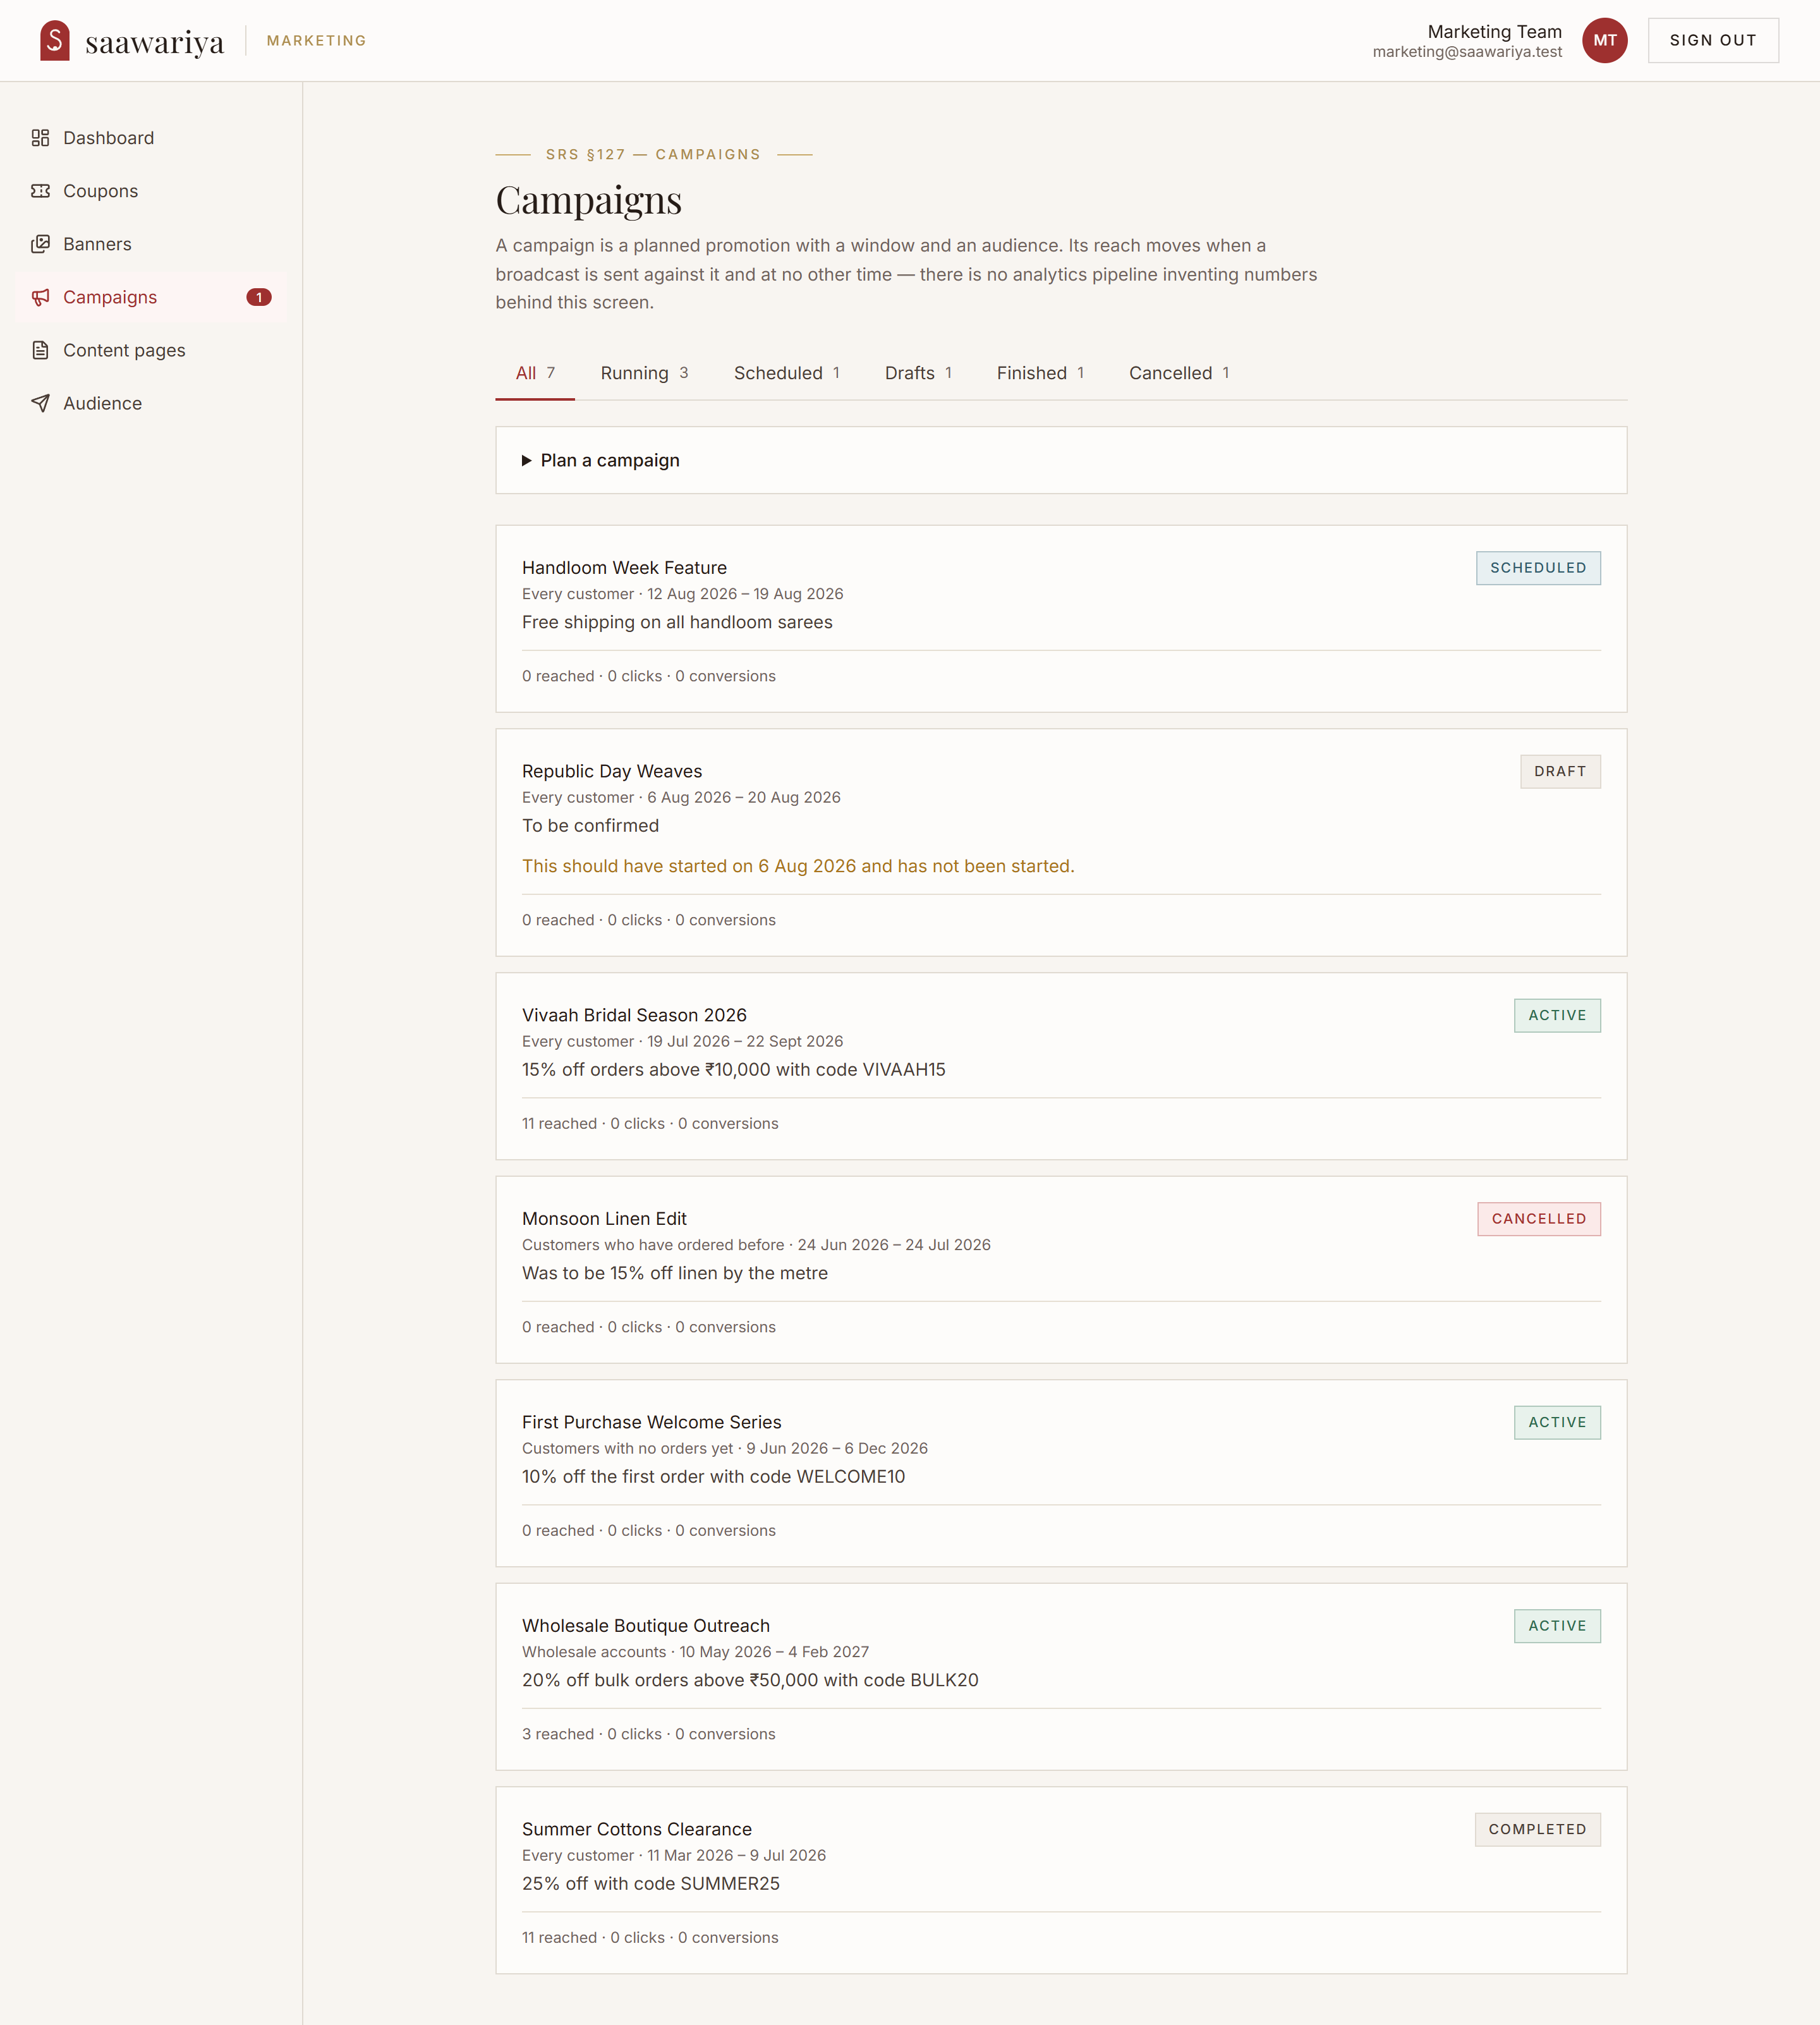 saawariya
MARKETING
Marketing Team
marketing@saawariya.test
MT
SIGN OUT
Dashboard
Coupons
Banners
Campaigns 1
Content pages
Audience
SRS §127 — CAMPAIGNS
Campaigns
A campaign is a planned promotion with a window and an audience. Its reach moves when a
broadcast is sent against it and at no other time — there is no analytics pipeline inventing numbers
behind this screen.
All 7 Running 3 Scheduled 1 Drafts 1 Finished 1 Cancelled 1
Plan a campaign
Handloom Week Feature
SCHEDULED
Every customer · 12 Aug 2026 – 19 Aug 2026
Free shipping on all handloom sarees
0 reached · 0 clicks · 0 conversions
Republic Day Weaves
DRAFT
Every customer · 6 Aug 2026 – 20 Aug 2026
To be confirmed
This should have started on 6 Aug 2026 and has not been started.
0 reached · 0 clicks · 0 conversions
Vivaah Bridal Season 2026
ACTIVE
Every customer · 19 Jul 2026 – 22 Sept 2026
15% off orders above ₹10,000 with code VIVAAH15
11 reached · 0 clicks · 0 conversions
Monsoon Linen Edit
CANCELLED
Customers who have ordered before · 24 Jun 2026 – 24 Jul 2026
Was to be 15% off linen by the metre
0 reached · 0 clicks · 0 conversions
First Purchase Welcome Series
ACTIVE
Customers with no orders yet · 9 Jun 2026 – 6 Dec 2026
10% off the first order with code WELCOME10
0 reached · 0 clicks · 0 conversions
Wholesale Boutique Outreach
ACTIVE
Wholesale accounts · 10 May 2026 – 4 Feb 2027
20% off bulk orders above ₹50,000 with code BULK20
3 reached · 0 clicks · 0 conversions
Summer Cottons Clearance
COMPLETED
Every customer · 11 Mar 2026 – 9 Jul 2026
25% off with code SUMMER25
11 reached · 0 clicks · 0 conversions